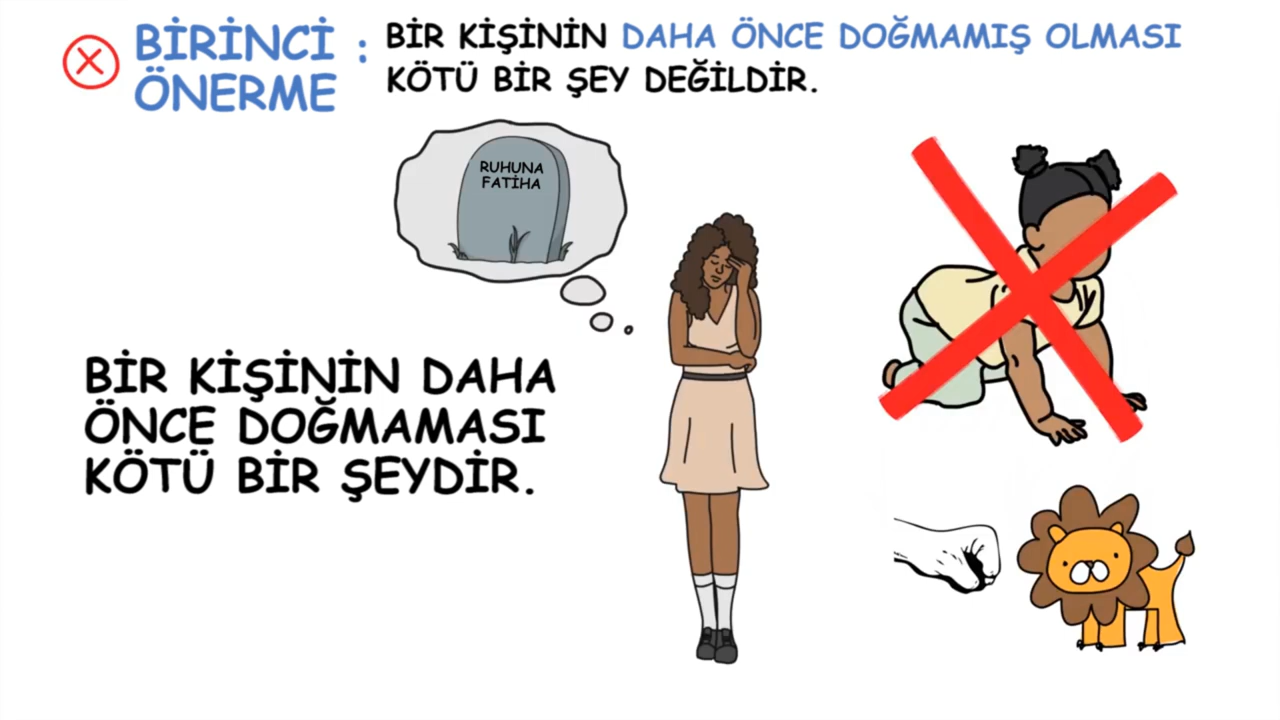 BİRİNCİ ÖNERME :
BİR KİŞİNİN DAHA ÖNCE DOĞMAMIŞ OLMASI
KÖTÜ BİR ŞEY DEĞİLDİR.
RUHUNA
FATİHA
BİR KİŞİNİN DAHA
ÖNCE DOĞMAMASI
KÖTÜ BİR ŞEYDİR.